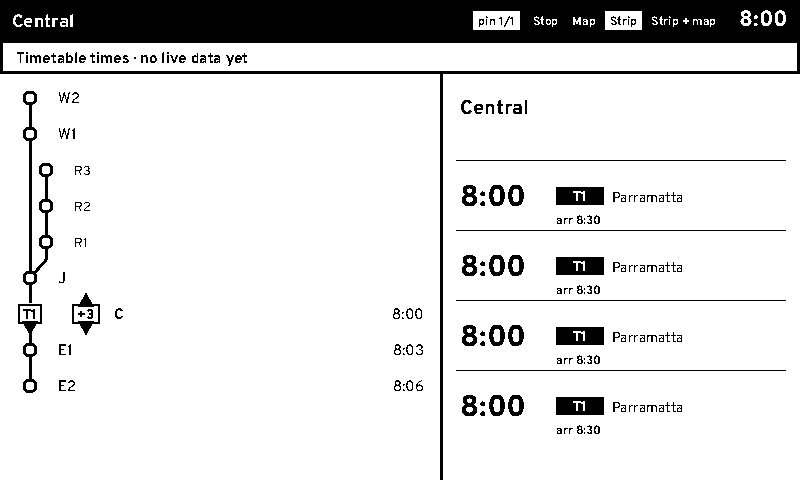 Central
pin 1/1 Stop Map Strip Strip + map 8:00
Timetable times · no live data yet
W2
W1
R3
R2
R1
J
T1 +3 C 8:00
E1 8:03
E2 8:06
Central
8:00 T1 Parramatta
arr 8:30
8:00 T1 Parramatta
arr 8:30
8:00 T1 Parramatta
arr 8:30
8:00 T1 Parramatta
arr 8:30